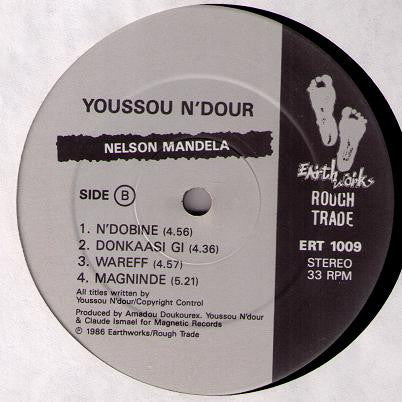 YOUSSOU N'DOUR
NELSON MANDELA
SIDE B
1. N'DOBINE (4.56)
2. DONKAASI GI (4.36)
3. WAREFF (4.57)
4. MAGNINDE (5.21)
All titles written by
Youssou N'dour/Copyright Control
Produced by Amadou Doukourex. Youssou N'dour
& Claude Ismael for Magnetic Records
℗ 1986 Earthworks/Rough Trade
Earthworks
ROUGH
TRADE
ERT 1009
STEREO
33 RPM